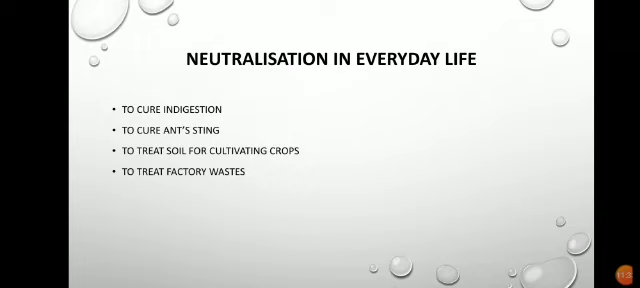 NEUTRALISATION IN EVERYDAY LIFE
• TO CURE INDIGESTION
• TO CURE ANT'S STING
• TO TREAT SOIL FOR CULTIVATING CROPS
• TO TREAT FACTORY WASTES